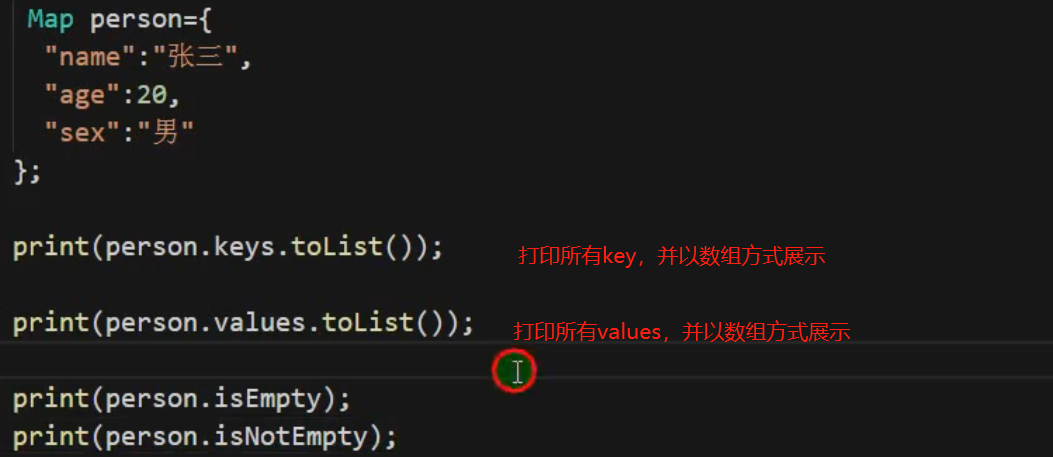 Map person={
"name":"张三",
"age":20,
"sex":"男"
};
print(person.keys.toList()); 打印所有key，并以数组方式展示
print(person.values.toList()); 打印所有values，并以数组方式展示
print(person.isEmpty);
print(person.isNotEmpty);